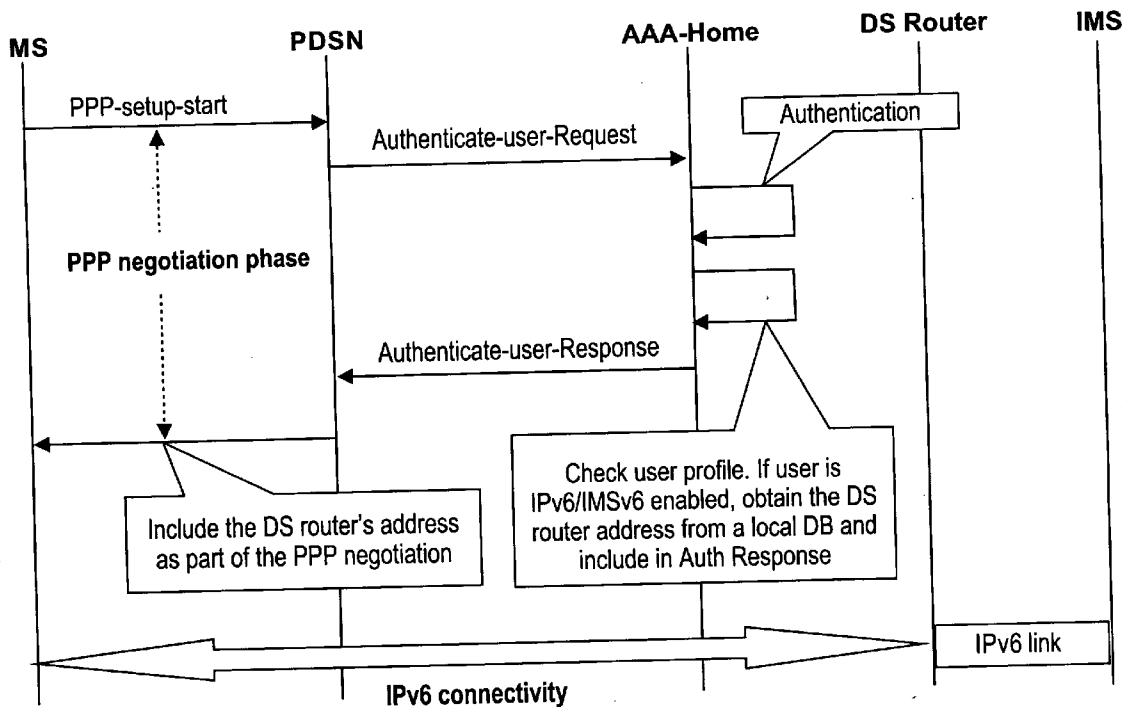 MS
PDSN
AAA-Home
DS Router
IMS
PPP-setup-start
Authentication
Authenticate-user-Request
PPP negotiation phase
Authenticate-user-Response
Check user profile. If user is
IPv6/IMSv6 enabled, obtain the DS
router address from a local DB and
include in Auth Response
Include the DS router's address
as part of the PPP negotiation
IPv6 link
IPv6 connectivity